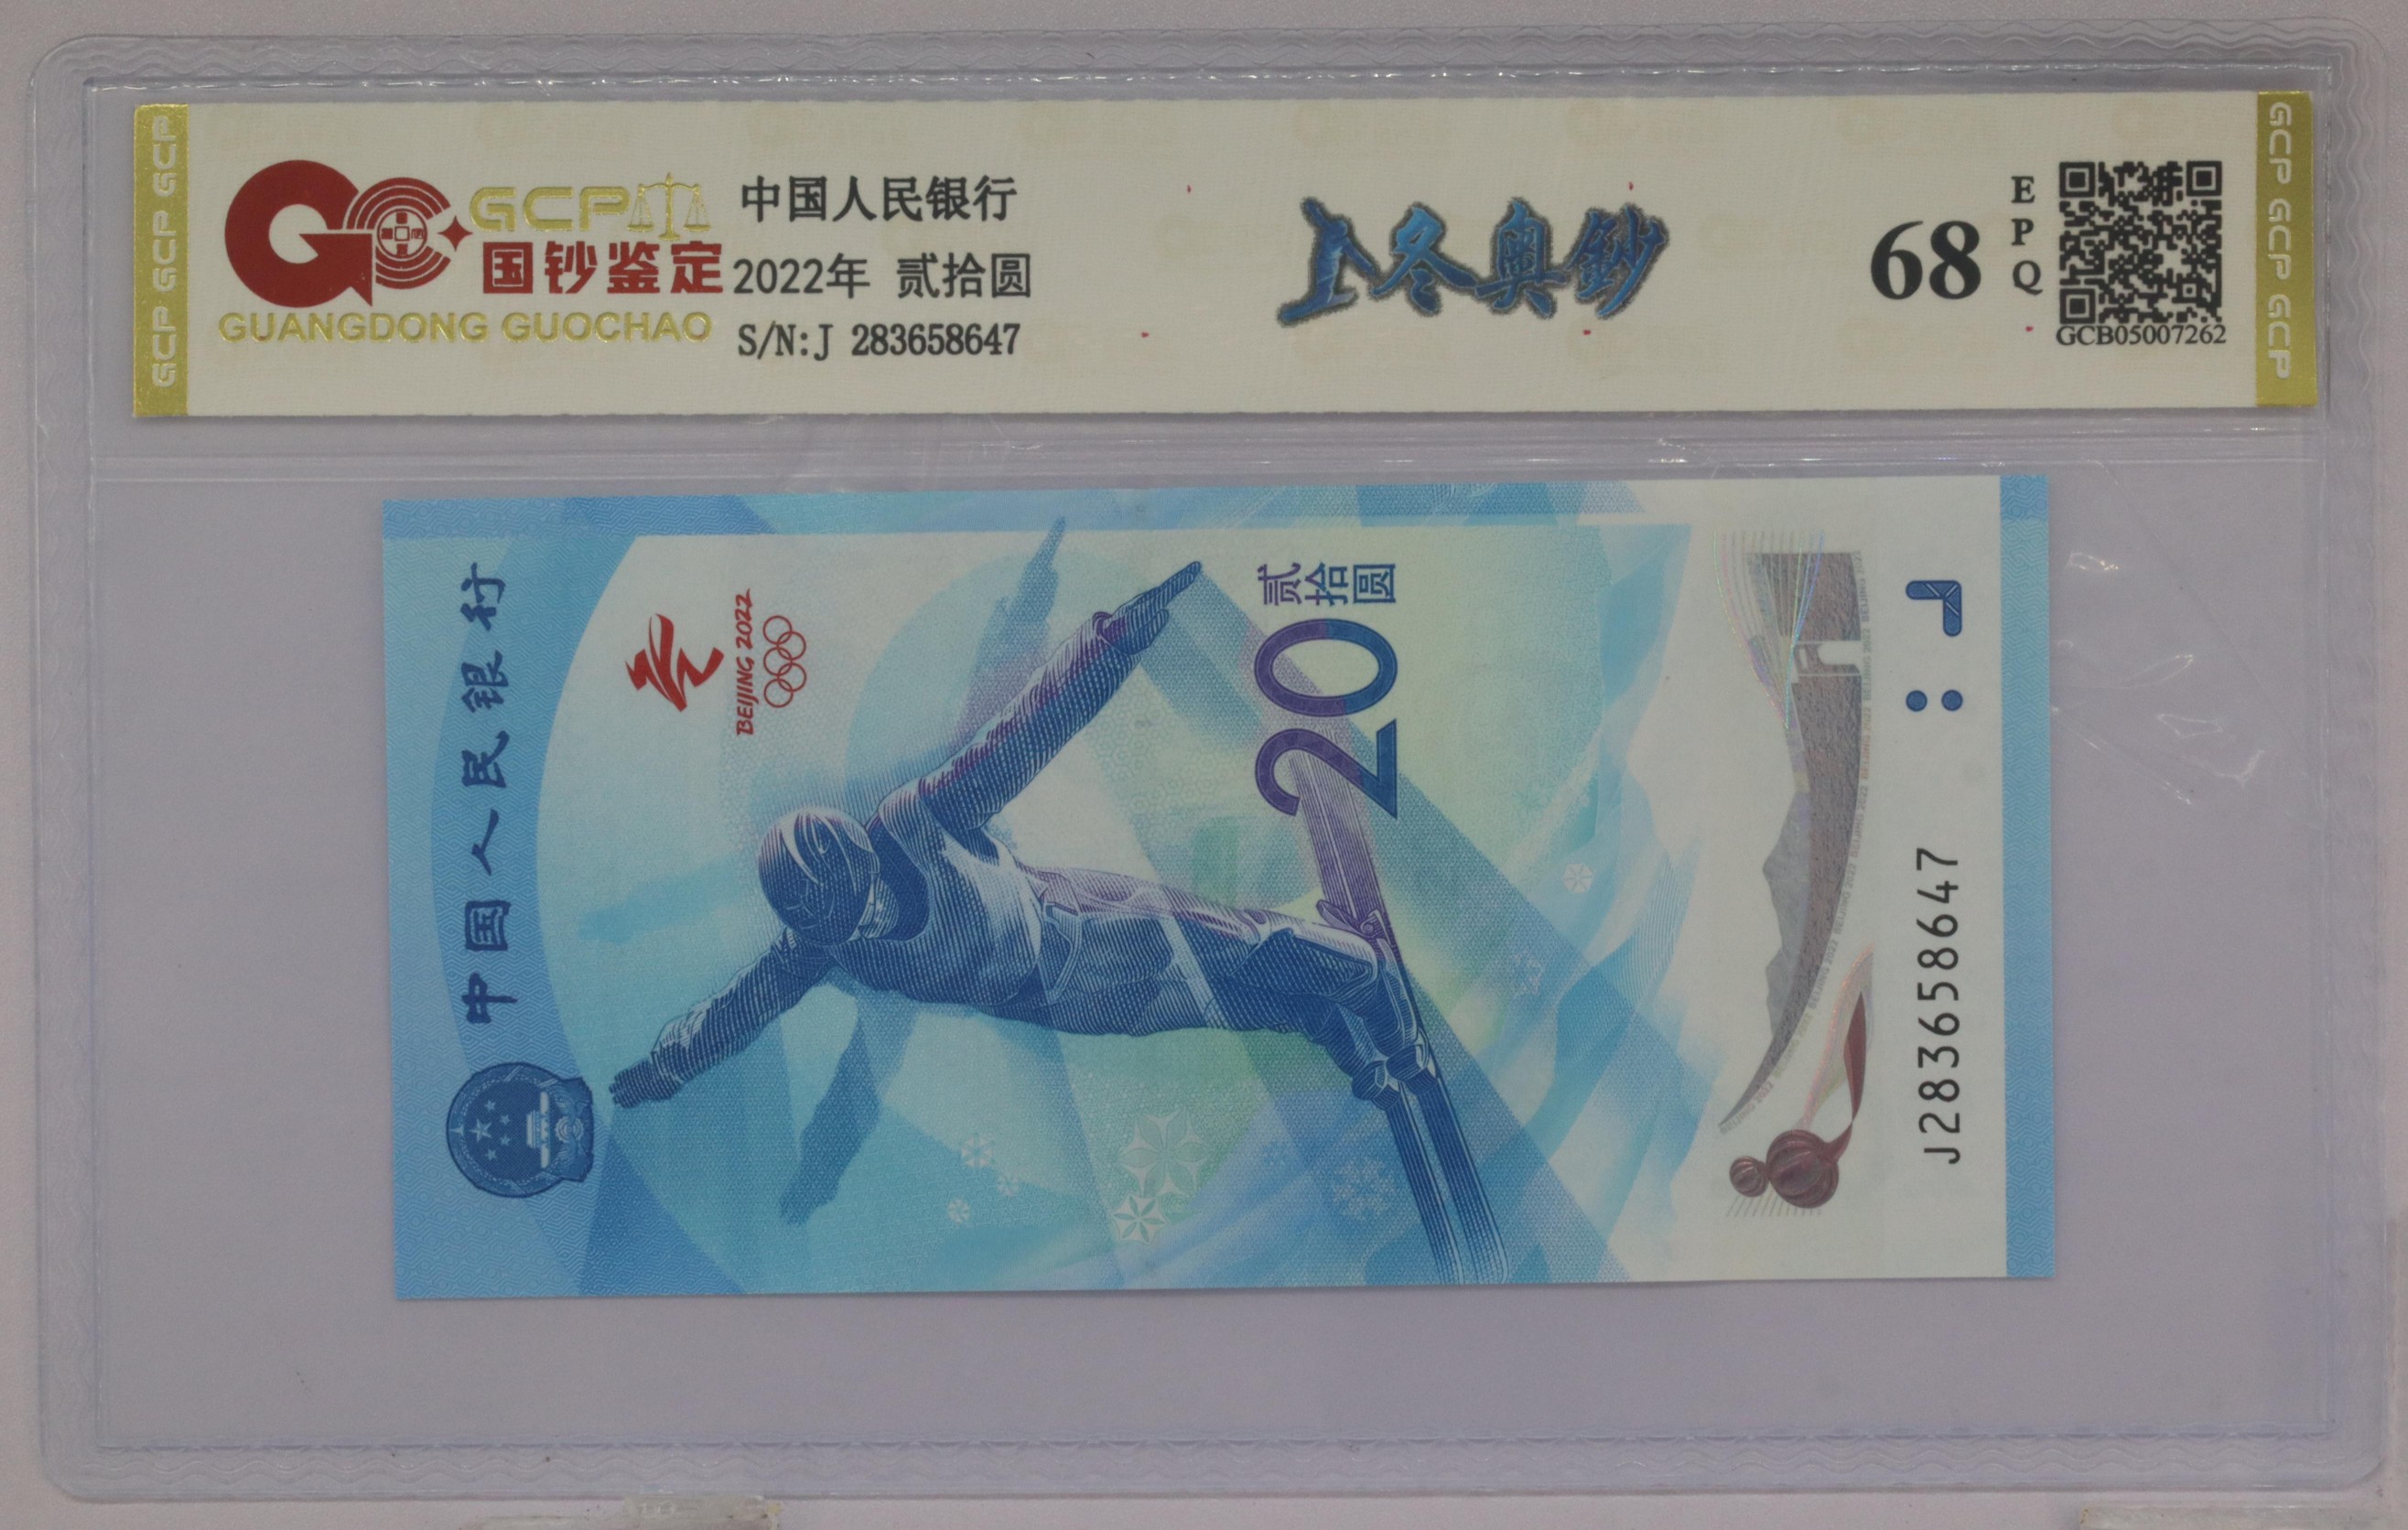 GCP GCP GCP
GCP
国钞鉴定
GUANGDONG GUOCHAO
中国人民银行
2022年 贰拾圆
S/N:J 283658647
冬奥鈔
68
EPQ
GCB05007262
GCP GCP GCP
中国人民银行
BEIJING 2022
贰拾圆
20
J283658647